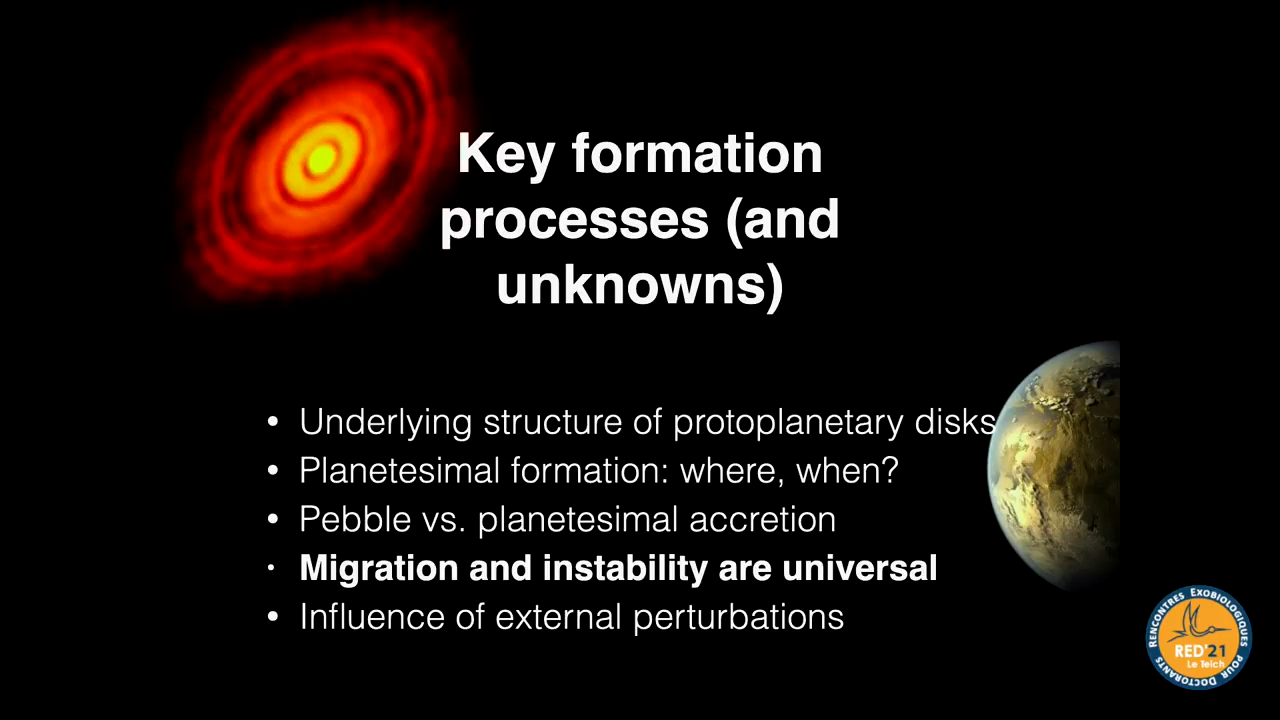 Key formation
processes (and
unknowns)
• Underlying structure of protoplanetary disks
• Planetesimal formation: where, when?
• Pebble vs. planetesimal accretion
• Migration and instability are universal
• Influence of external perturbations
RENCONTRES EXOBIOLOGIQUES POUR DOCTORANTS
RED'21
Le Teich